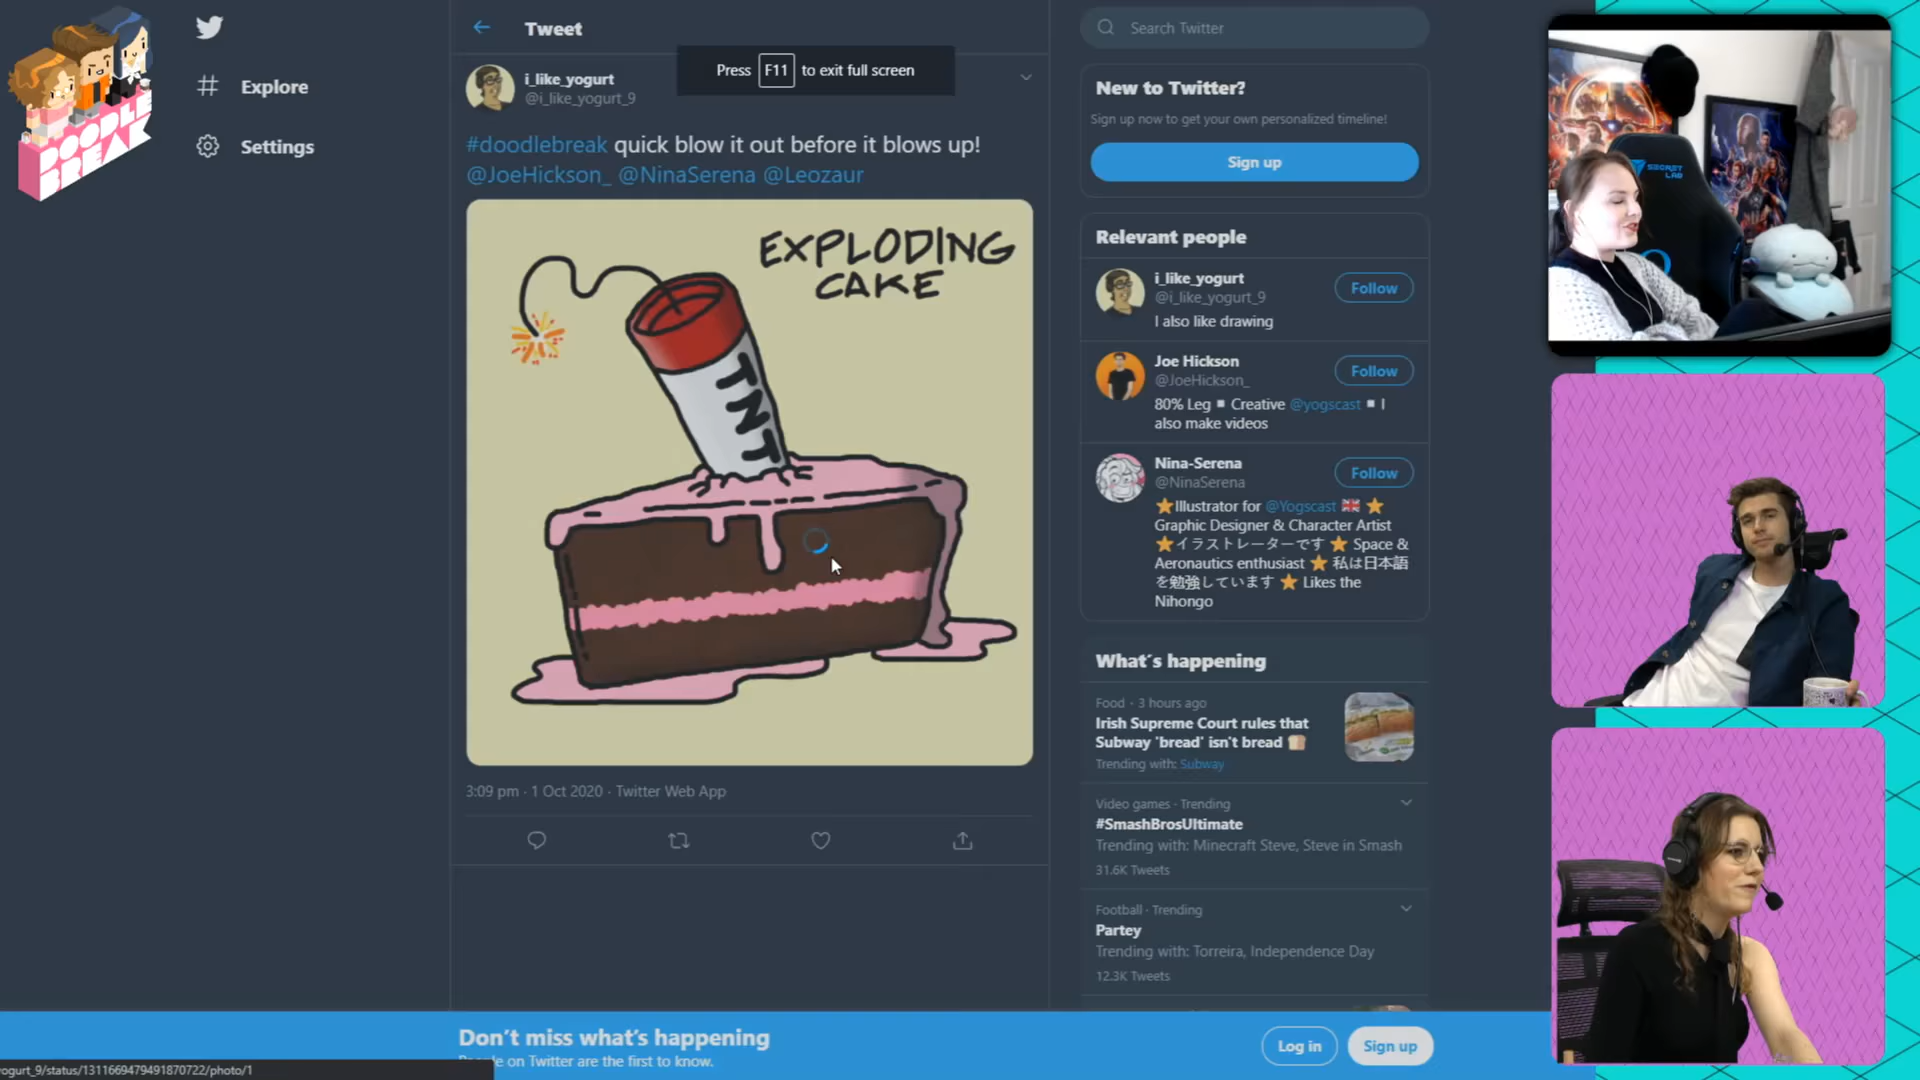 DOODLE
BREAK
Explore
Settings
Tweet
Press F11 to exit full screen
i_like_yogurt
@i_like_yogurt_9
#doodlebreak quick blow it out before it blows up!
@JoeHickson_ @NinaSerena @Leozaur
EXPLODING
CAKE
TNT
3:09 pm · 1 Oct 2020 · Twitter Web App
Search Twitter
New to Twitter?
Sign up now to get your own personalized timeline!
Sign up
Relevant people
i_like_yogurt
@i_like_yogurt_9
Follow
I also like drawing
Joe Hickson
@JoeHickson_
Follow
80% Leg ▪ Creative @yogscast ▪ I
also make videos
Nina-Serena
@NinaSerena
Follow
⭐Illustrator for @Yogscast 🇬🇧 ⭐
Graphic Designer & Character Artist
⭐イラストレーターです ⭐ Space &
Aeronautics enthusiast ⭐ 私は日本語
を勉強しています ⭐ Likes the
Nihongo
What's happening
Food · 3 hours ago
Irish Supreme Court rules that
Subway 'bread' isn't bread 🍞
Trending with: Subway
Video games · Trending
#SmashBrosUltimate
Trending with: Minecraft Steve, Steve in Smash
31.6K Tweets
Football · Trending
Partey
Trending with: Torreira, Independence Day
12.3K Tweets
Don't miss what's happening
e on Twitter are the first to know.
Log in
Sign up
ogurt_9/status/1311669479491870722/photo/1
SECRET
LAB